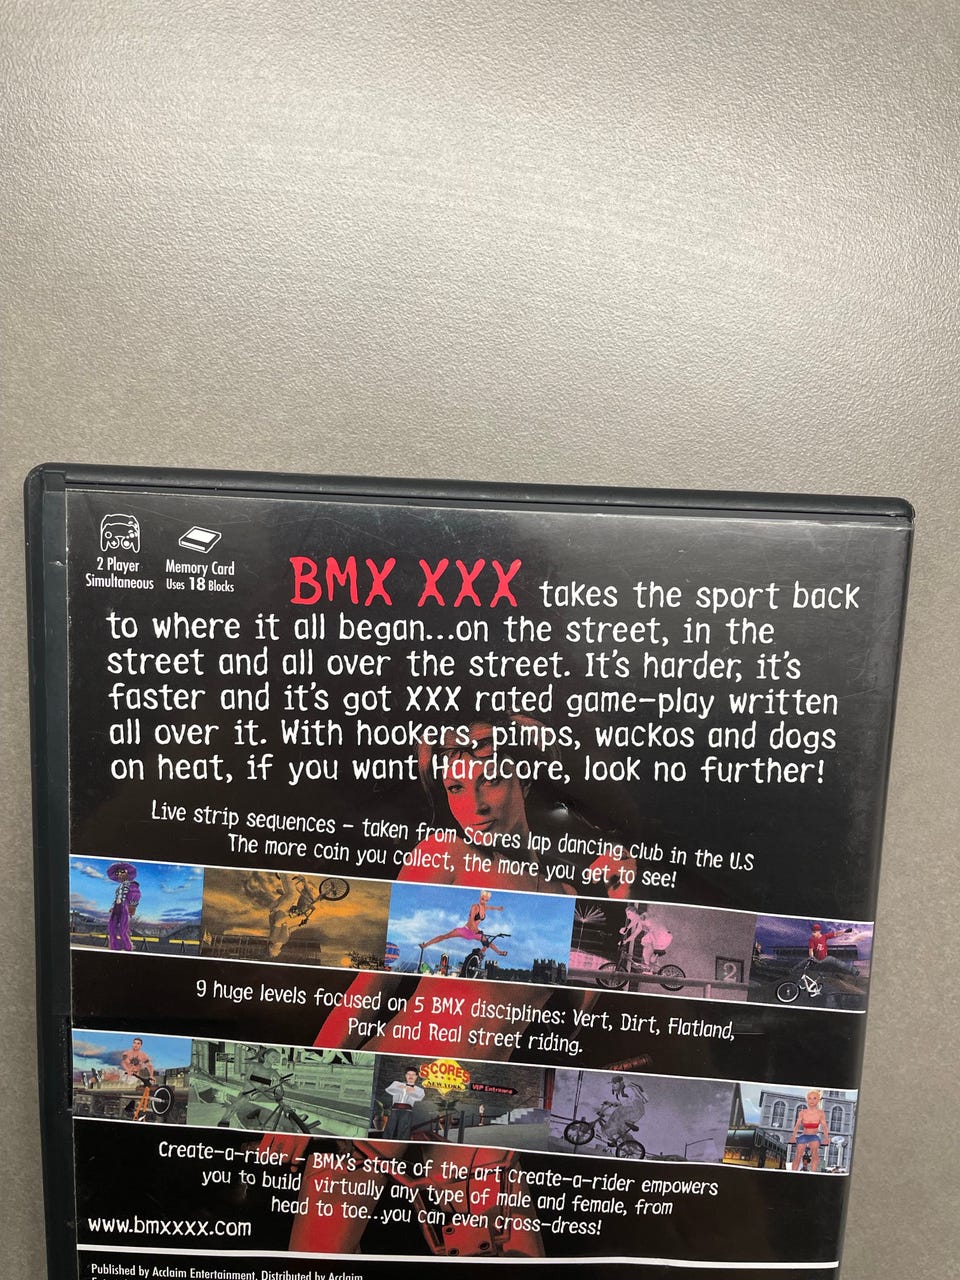 2 Player
Simultaneous
Memory Card
Uses 18 Blocks
BMX XXX takes the sport back
to where it all began...on the street, in the
street and all over the street. It's harder, it's
faster and it's got XXX rated game-play written
all over it. With hookers, pimps, wackos and dogs
on heat, if you want Hardcore, look no further!
Live strip sequences - taken from Scores lap dancing club in the U.S
The more coin you collect, the more you get to see!
2
9 huge levels focused on 5 BMX disciplines: Vert, Dirt, Flatland,
Park and Real street riding.
SCORES
NEW YORK
VIP Entrance
Create-a-rider - BMX's state of the art create-a-rider empowers
you to build virtually any type of male and female, from
head to toe...you can even cross-dress!
www.bmxxxx.com
Published by Acclaim Entertainment. Distributed by Acclaim